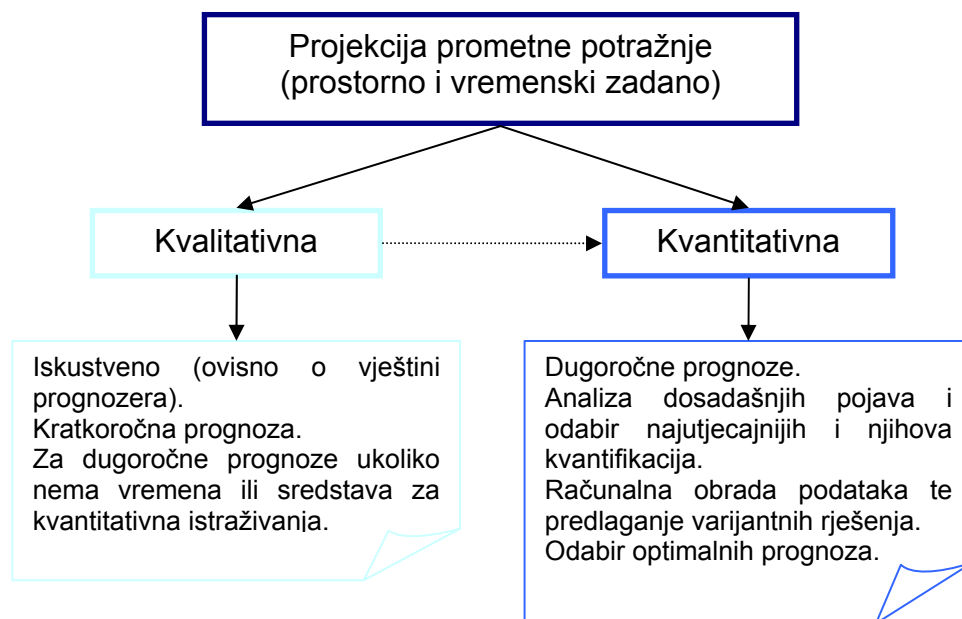 Projekcija prometne potražnje
(prostorno i vremenski zadano)
Kvalitativna
Kvantitativna
Iskustveno (ovisno o vještini
prognozera).
Kratkoročna prognoza.
Za dugoročne prognoze ukoliko
nema vremena ili sredstava za
kvantitativna istraživanja.
Dugoročne prognoze.
Analiza dosadašnjih pojava i
odabir najutjecajnijih i njihova
kvantifikacija.
Računalna obrada podataka te
predlaganje varijantnih rješenja.
Odabir optimalnih prognoza.